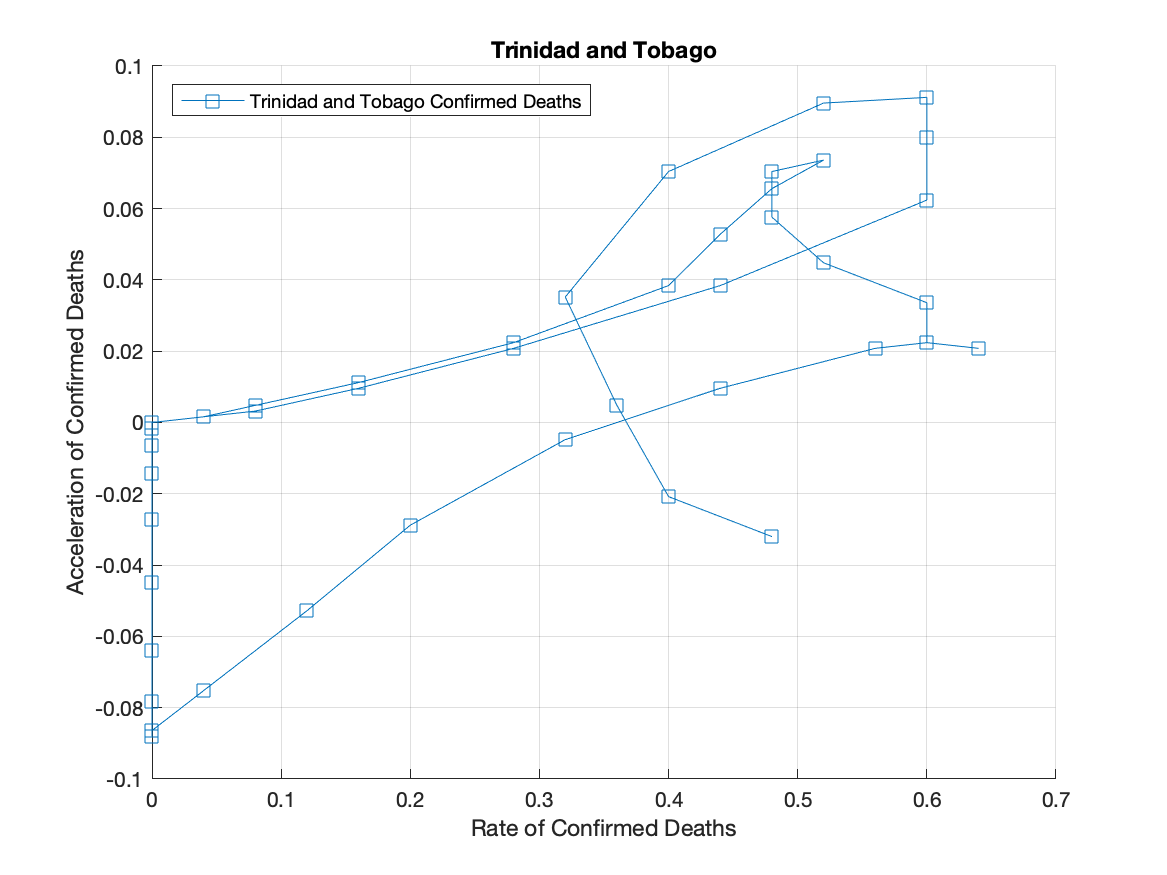 Trinidad and Tobago
Trinidad and Tobago Confirmed Deaths
Acceleration of Confirmed Deaths
0.1
0.08
0.06
0.04
0.02
0
-0.02
-0.04
-0.06
-0.08
-0.1
0 0.1 0.2 0.3 0.4 0.5 0.6 0.7
Rate of Confirmed Deaths